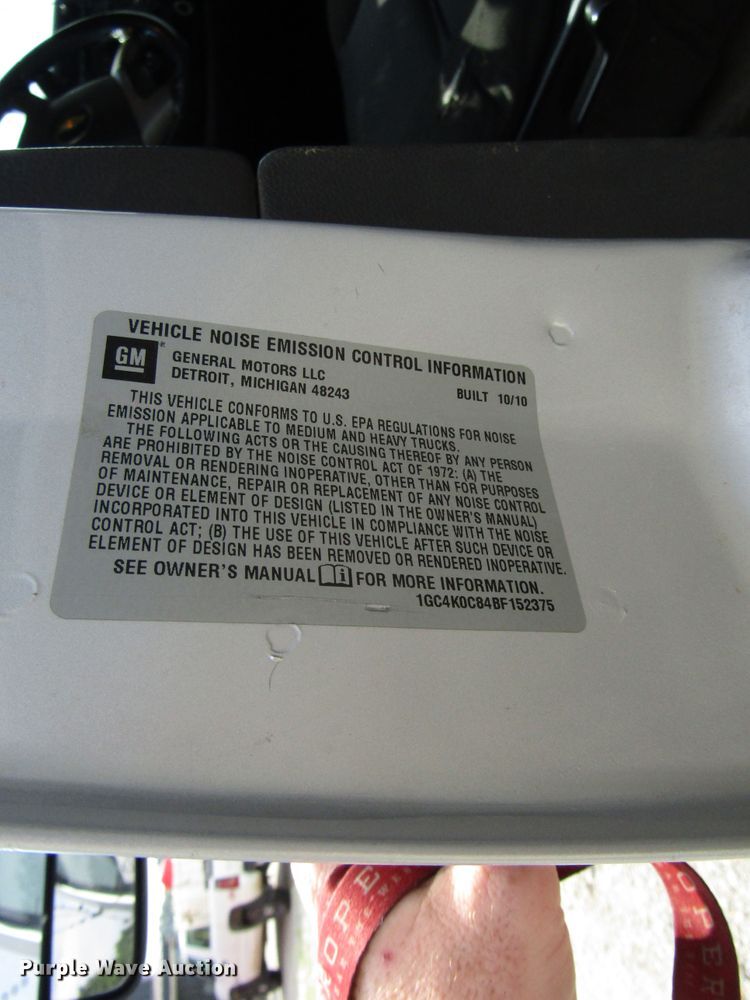 VEHICLE NOISE EMISSION CONTROL INFORMATION
GM
GENERAL MOTORS LLC
DETROIT, MICHIGAN 48243
BUILT 10/10
THIS VEHICLE CONFORMS TO U.S. EPA REGULATIONS FOR NOISE
EMISSION APPLICABLE TO MEDIUM AND HEAVY TRUCKS.
THE FOLLOWING ACTS OR THE CAUSING THEREOF BY ANY PERSON
ARE PROHIBITED BY THE NOISE CONTROL ACT OF 1972: (A) THE
REMOVAL OR RENDERING INOPERATIVE, OTHER THAN FOR PURPOSES
OF MAINTENANCE, REPAIR OR REPLACEMENT OF ANY NOISE CONTROL
DEVICE OR ELEMENT OF DESIGN (LISTED IN THE OWNER'S MANUAL)
INCORPORATED INTO THIS VEHICLE IN COMPLIANCE WITH THE NOISE
CONTROL ACT; (B) THE USE OF THIS VEHICLE AFTER SUCH DEVICE OR
ELEMENT OF DESIGN HAS BEEN REMOVED OR RENDERED INOPERATIVE.
SEE OWNER'S MANUAL FOR MORE INFORMATION.
1GC4K0C84BF152375
Purple Wave Auction